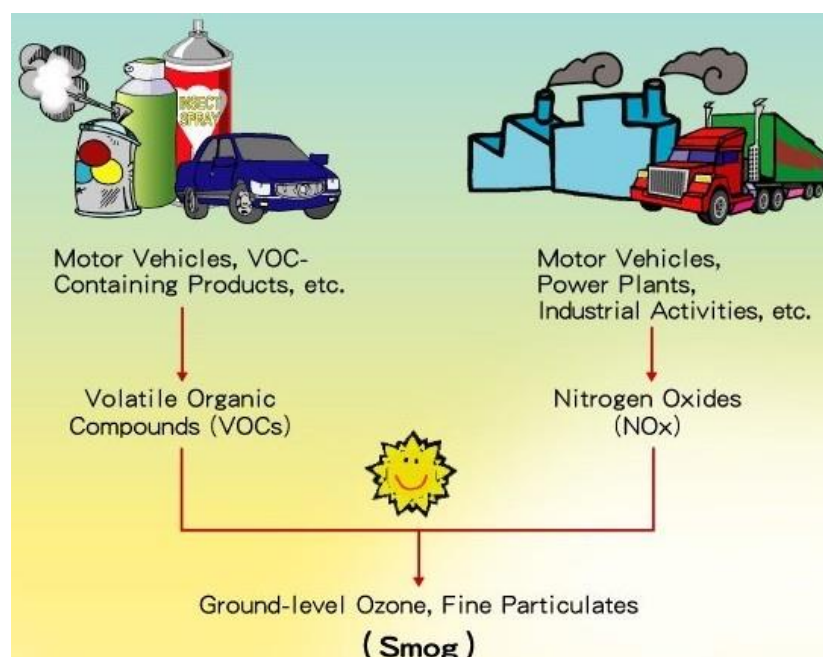 INSECT
SPRAY
Motor Vehicles, VOC-
Containing Products, etc.
Motor Vehicles,
Power Plants,
Industrial Activities, etc.
Volatile Organic
Compounds (VOCs)
Nitrogen Oxides
(NOx)
Ground-level Ozone, Fine Particulates
(Smog)